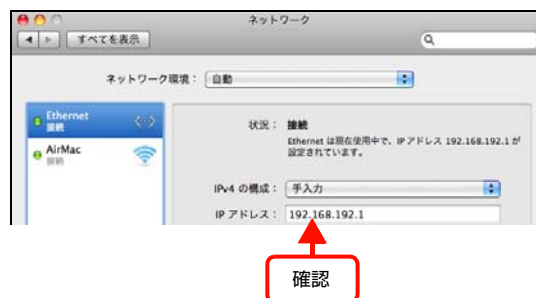 ネットワーク
すべてを表示
ネットワーク環境： 自動
Ethernet
接続
AirMac
接続
状況： 接続
Ethernet は現在使用中で、IP アドレス 192.168.192.1 が
設定されています。
IPv4 の構成： 手入力
IP アドレス： 192.168.192.1
確認